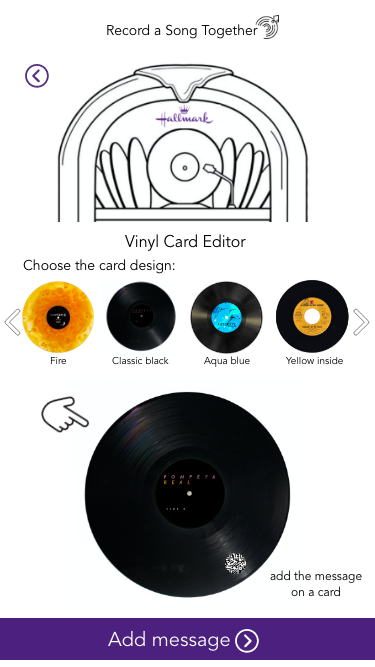 Record a Song Together
Hallmark
Vinyl Card Editor
Choose the card design:
Fire
Classic black
Aqua blue
Yellow inside
POMPEYA
REAL
SIDE A
add the message
on a card
Add message